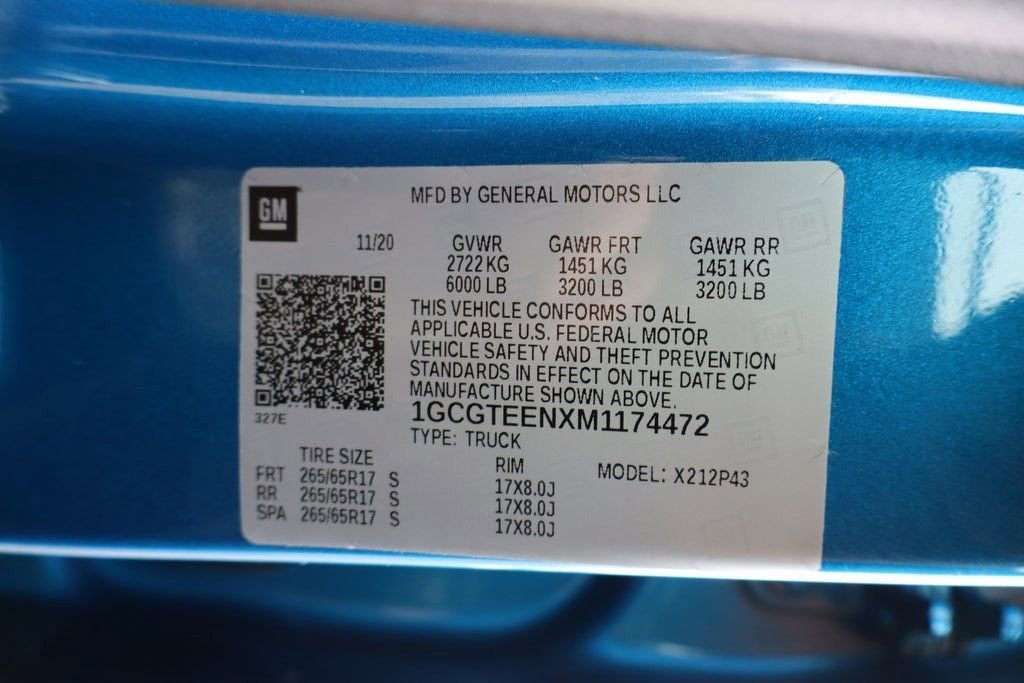 GM
MFD BY GENERAL MOTORS LLC
11/20 GVWR GAWR FRT GAWR RR
2722 KG 1451 KG 1451 KG
6000 LB 3200 LB 3200 LB
THIS VEHICLE CONFORMS TO ALL
APPLICABLE U.S. FEDERAL MOTOR
VEHICLE SAFETY AND THEFT PREVENTION
STANDARDS IN EFFECT ON THE DATE OF
MANUFACTURE SHOWN ABOVE.
327E
1GCGTEENXM1174472
TYPE: TRUCK
TIRE SIZE RIM MODEL: X212P43
FRT 265/65R17 S 17X8.0J
RR 265/65R17 S 17X8.0J
SPA 265/65R17 S 17X8.0J